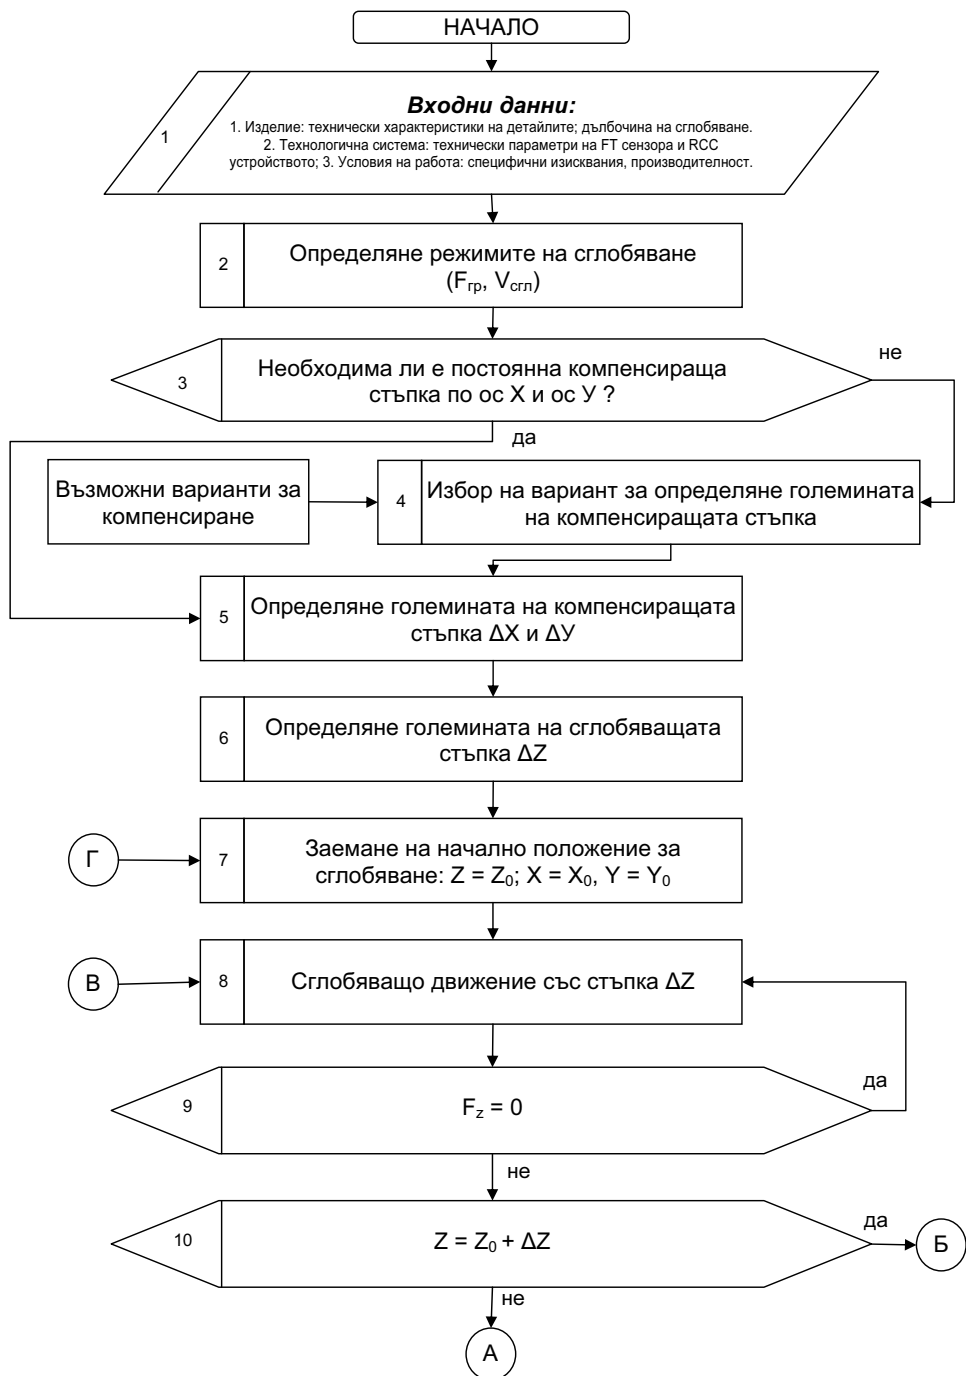 НАЧАЛО
Входни данни:
1. Изделие: технически характеристики на детайлите; дълбочина на сглобяване.
2. Технологична система: технически параметри на FT сензора и RCC
устройството; 3. Условия на работа: специфични изисквания, производителност.
1
2
Определяне режимите на сглобяване
(Fгр, Vсгл)
3
Необходима ли е постоянна компенсираща
стъпка по ос X и ос У ?
не
да
Възможни варианти за
компенсиране
4
Избор на вариант за определяне големината
на компенсиращата стъпка
5
Определяне големината на компенсиращата
стъпка ΔX и ΔУ
6
Определяне големината на сглобяващата
стъпка ΔZ
Г
7
Заемане на начално положение за
сглобяване: Z = Z₀; X = X₀, Y = Y₀
В
8
Сглобяващо движение със стъпка ΔZ
9
Fz = 0
да
не
10
Z = Z₀ + ΔZ
да
Б
не
А